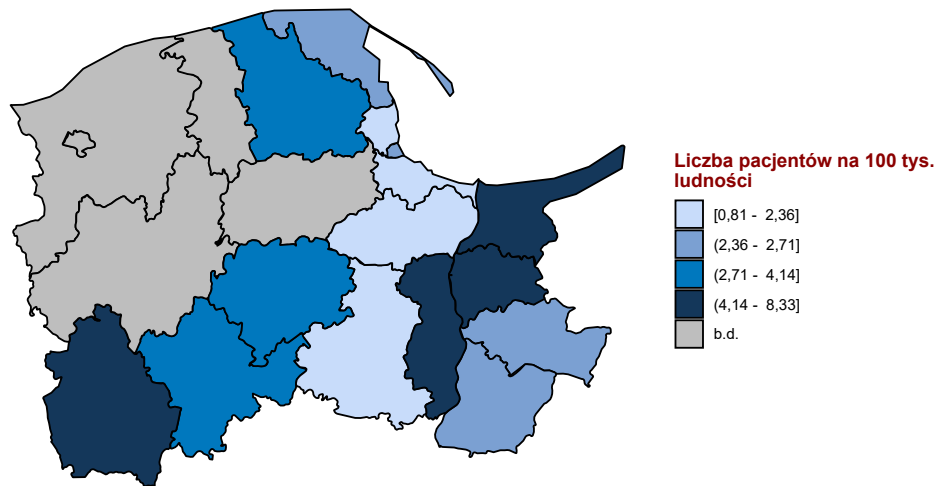 Liczba pacjentów na 100 tys.
ludności
[0,81 - 2,36]
(2,36 - 2,71]
(2,71 - 4,14]
(4,14 - 8,33]
b.d.